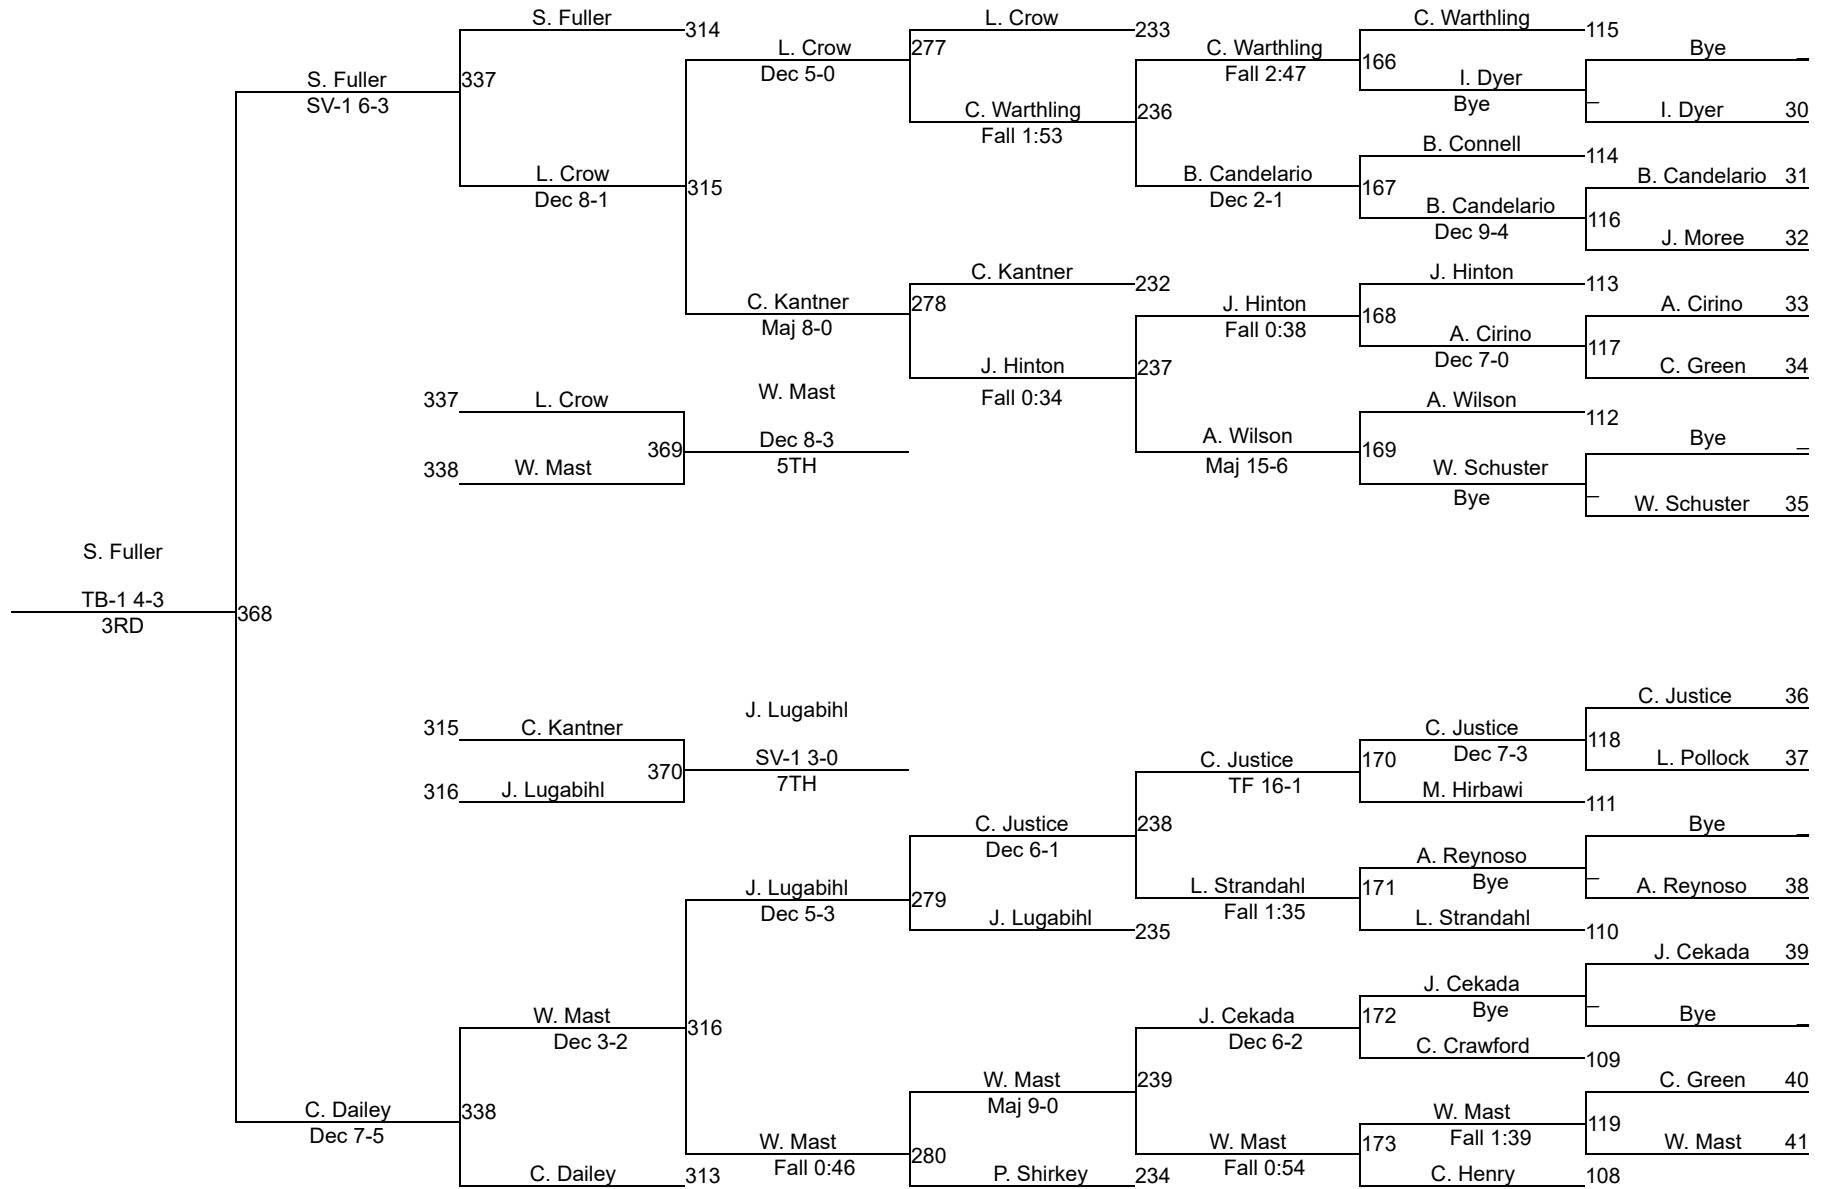 S. Fuller
314
L. Crow
233
C. Warthling
115
Bye
_
L. Crow
277
Dec 5-0
C. Warthling
166
Fall 2:47
S. Fuller
337
SV-1 6-3
I. Dyer
Bye
_
I. Dyer
30
C. Warthling
236
Fall 1:53
B. Connell
114
L. Crow
315
Dec 8-1
B. Candelario
167
Dec 2-1
B. Candelario
31
B. Candelario
116
Dec 9-4
J. Moree
32
C. Kantner
232
J. Hinton
113
C. Kantner
278
Maj 8-0
J. Hinton
168
Fall 0:38
A. Cirino
33
A. Cirino
117
Dec 7-0
J. Hinton
237
Fall 0:34
C. Green
34
W. Mast
337
L. Crow
A. Wilson
112
369
Dec 8-3
5TH
A. Wilson
169
Maj 15-6
Bye
_
338
W. Mast
W. Schuster
Bye
_
W. Schuster
35
S. Fuller
TB-1 4-3
368
3RD
C. Justice
36
J. Lugabihl
315
C. Kantner
C. Justice
118
Dec 7-3
370
SV-1 3-0
7TH
C. Justice
170
TF 16-1
L. Pollock
37
316
J. Lugabihl
M. Hirbawi
111
C. Justice
238
Dec 6-1
Bye
_
A. Reynoso
Bye
_
J. Lugabihl
279
Dec 5-3
L. Strandahl
171
Fall 1:35
A. Reynoso
38
J. Lugabihl
235
L. Strandahl
110
J. Cekada
39
J. Cekada
Bye
_
W. Mast
316
Dec 3-2
J. Cekada
172
Dec 6-2
Bye
_
C. Crawford
109
W. Mast
239
Maj 9-0
C. Green
40
C. Dailey
338
Dec 7-5
W. Mast
119
Fall 1:39
W. Mast
280
Fall 0:46
W. Mast
173
Fall 0:54
W. Mast
41
C. Dailey
313
P. Shirkey
234
C. Henry
108